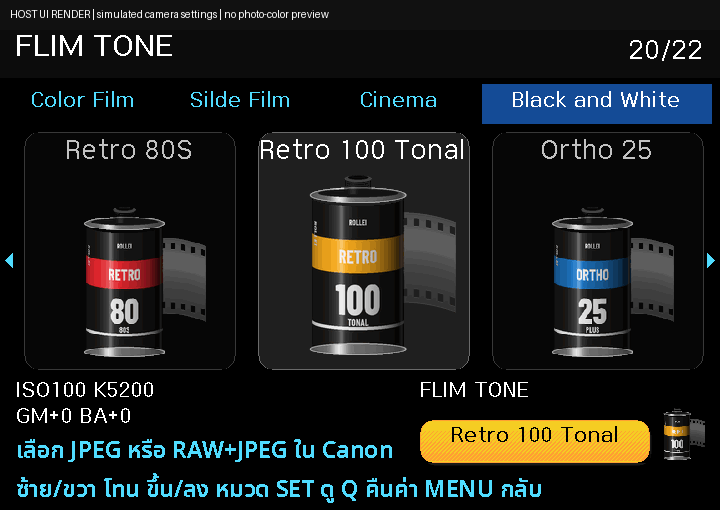 HOST UI RENDER | simulated camera settings | no photo-color preview
FLIM TONE
20/22
Color Film
Silde Film
Cinema
Black and White
Retro 80S
Retro 100 Tonal
Ortho 25
ROLLEI
RETRO
80
80S
ROLLEI
RETRO
100
TONAL
ROLLEI
ORTHO
25
PLUS
ISO100 K5200
GM+0 BA+0
FLIM TONE
Retro 100 Tonal
RETRO
100
เลือก JPEG หรือ RAW+JPEG ใน Canon
ซ้าย/ขวา โทน ขึ้น/ลง หมวด SET ดู Q คืนค่า MENU กลับ